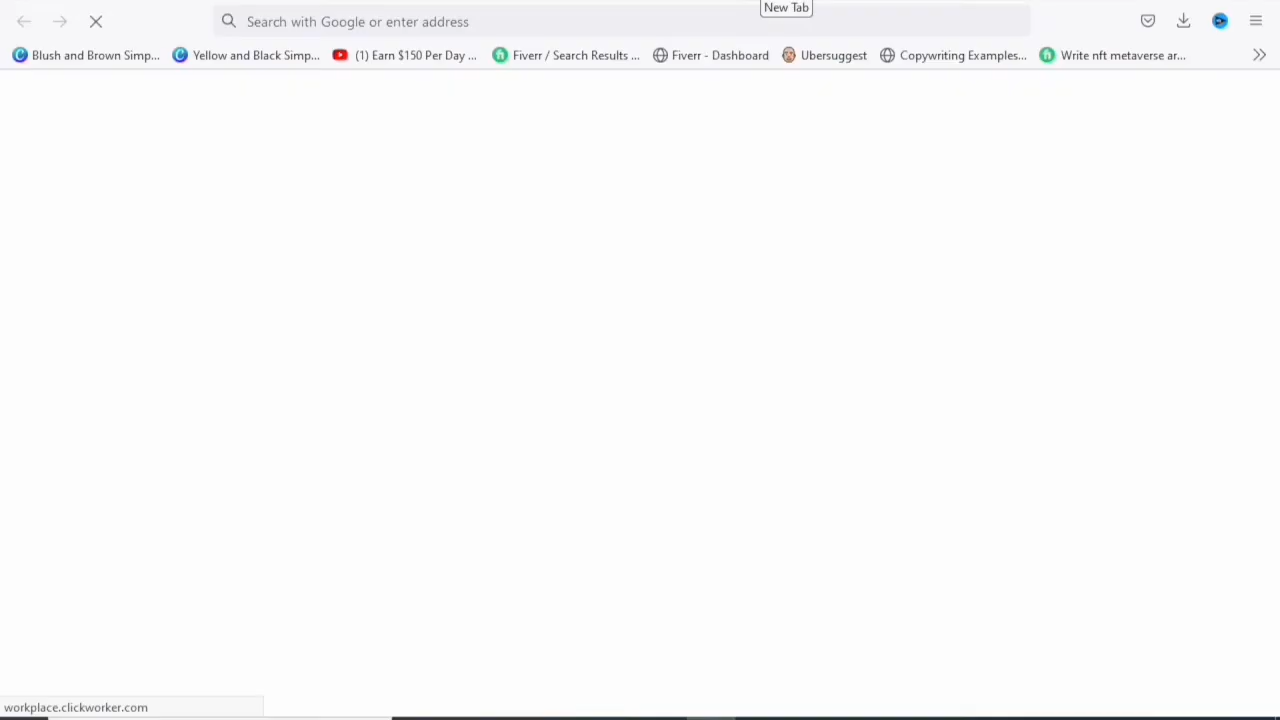 New Tab
Search with Google or enter address
Blush and Brown Simp... Yellow and Black Simp... (1) Earn $150 Per Day ... Fiverr / Search Results ... Fiverr - Dashboard Ubersuggest Copywriting Examples... Write nft metaverse ar...
workplace.clickworker.com